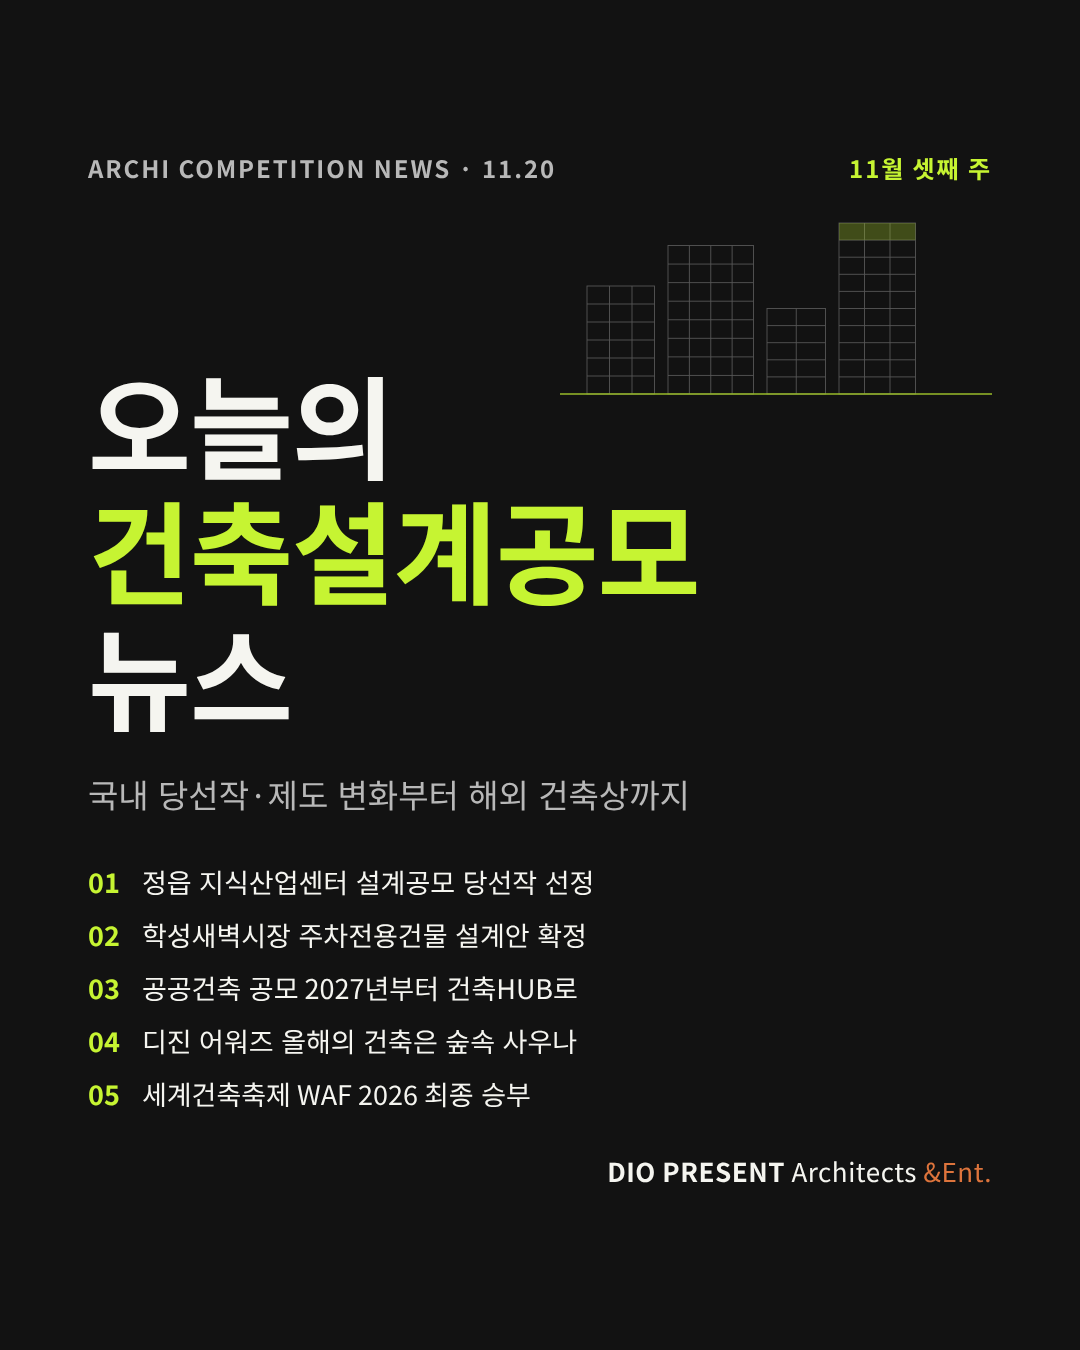 ARCHI COMPETITION NEWS · 11.20
11월 셋째 주
오늘의
건축설계공모
뉴스
국내 당선작·제도 변화부터 해외 건축상까지
01 정읍 지식산업센터 설계공모 당선작 선정
02 학성새벽시장 주차전용건물 설계안 확정
03 공공건축 공모 2027년부터 건축HUB로
04 디진 어워즈 올해의 건축은 숲속 사우나
05 세계건축축제 WAF 2026 최종 승부
DIO PRESENT Architects &Ent.